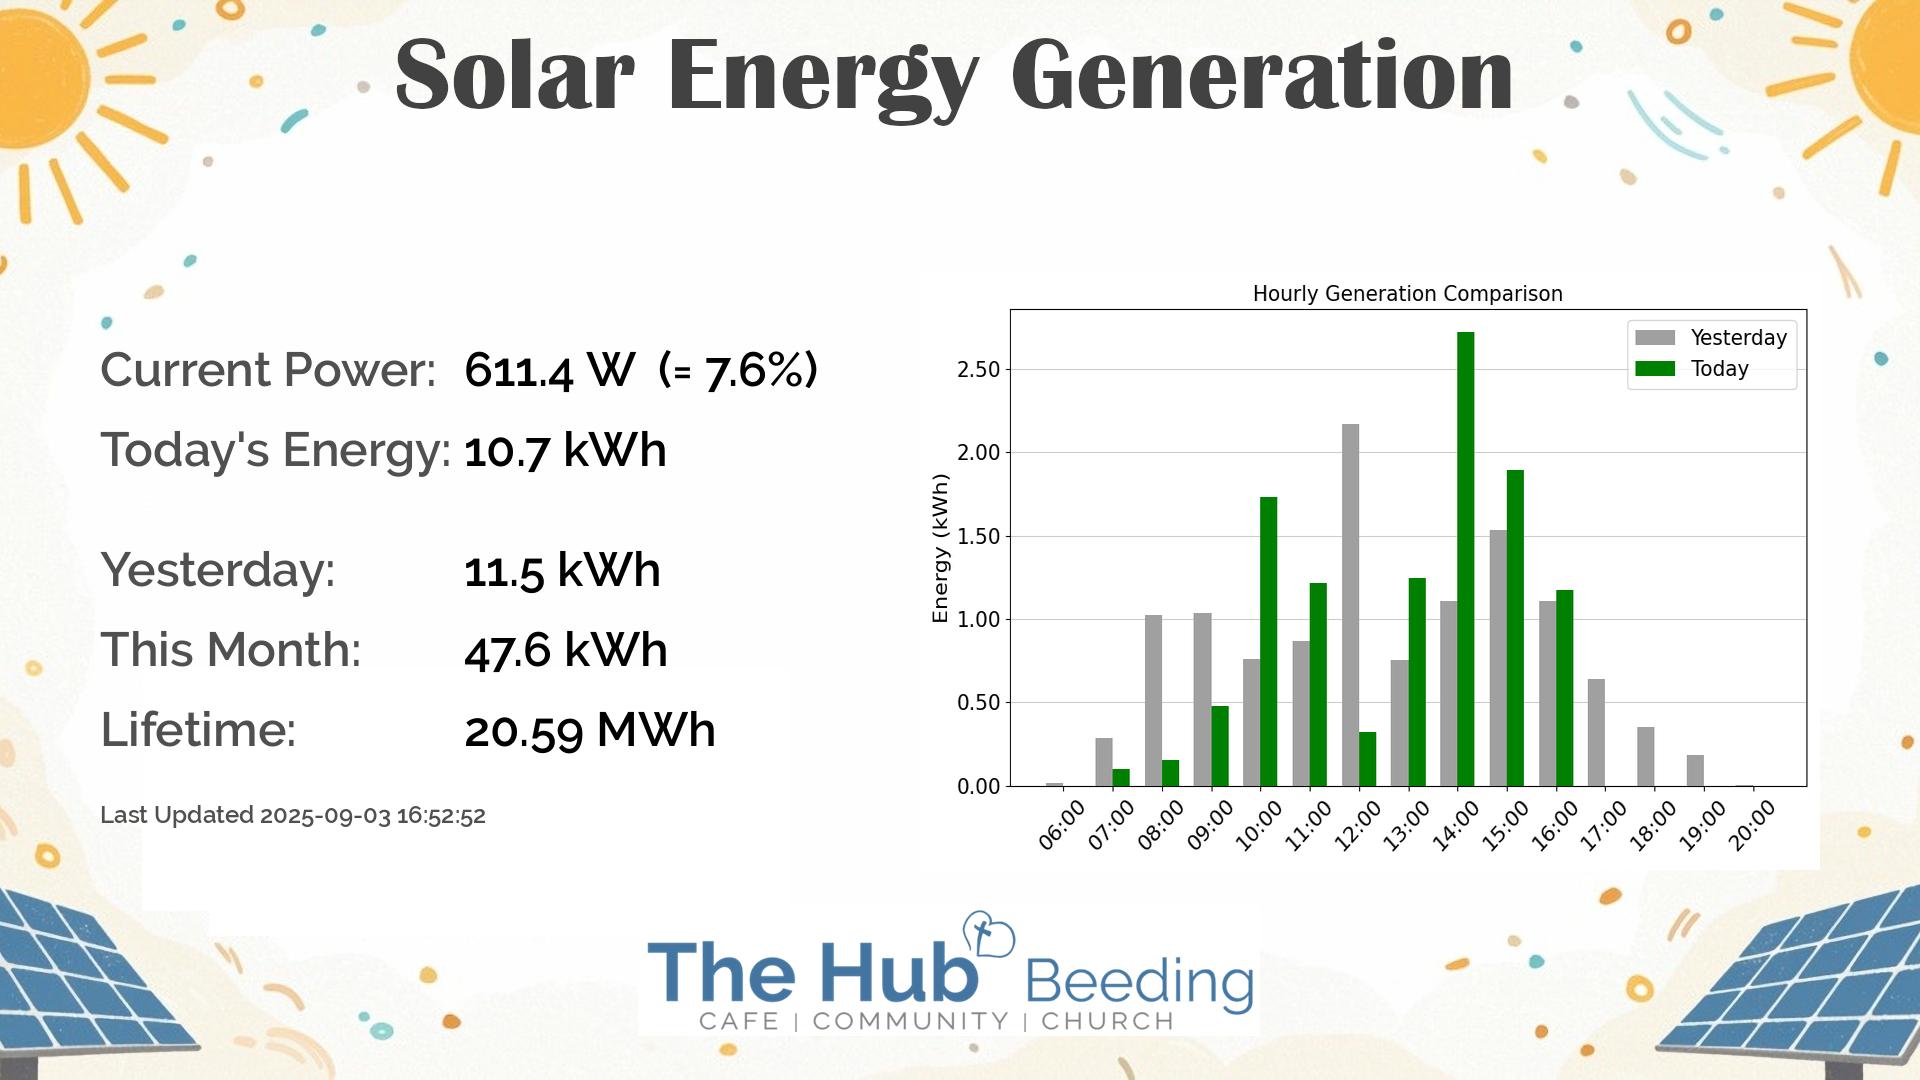 Solar Energy Generation
Current Power: 611.4 W (= 7.6%)
Today's Energy: 10.7 kWh
Yesterday: 11.5 kWh
This Month: 47.6 kWh
Lifetime: 20.59 MWh
Last Updated 2025-09-03 16:52:52
Hourly Generation Comparison
Yesterday
Today
Energy (kWh)
2.50
2.00
1.50
1.00
0.50
0.00
06:00 07:00 08:00 09:00 10:00 11:00 12:00 13:00 14:00 15:00 16:00 17:00 18:00 19:00 20:00
The Hub Beeding
CAFE | COMMUNITY | CHURCH